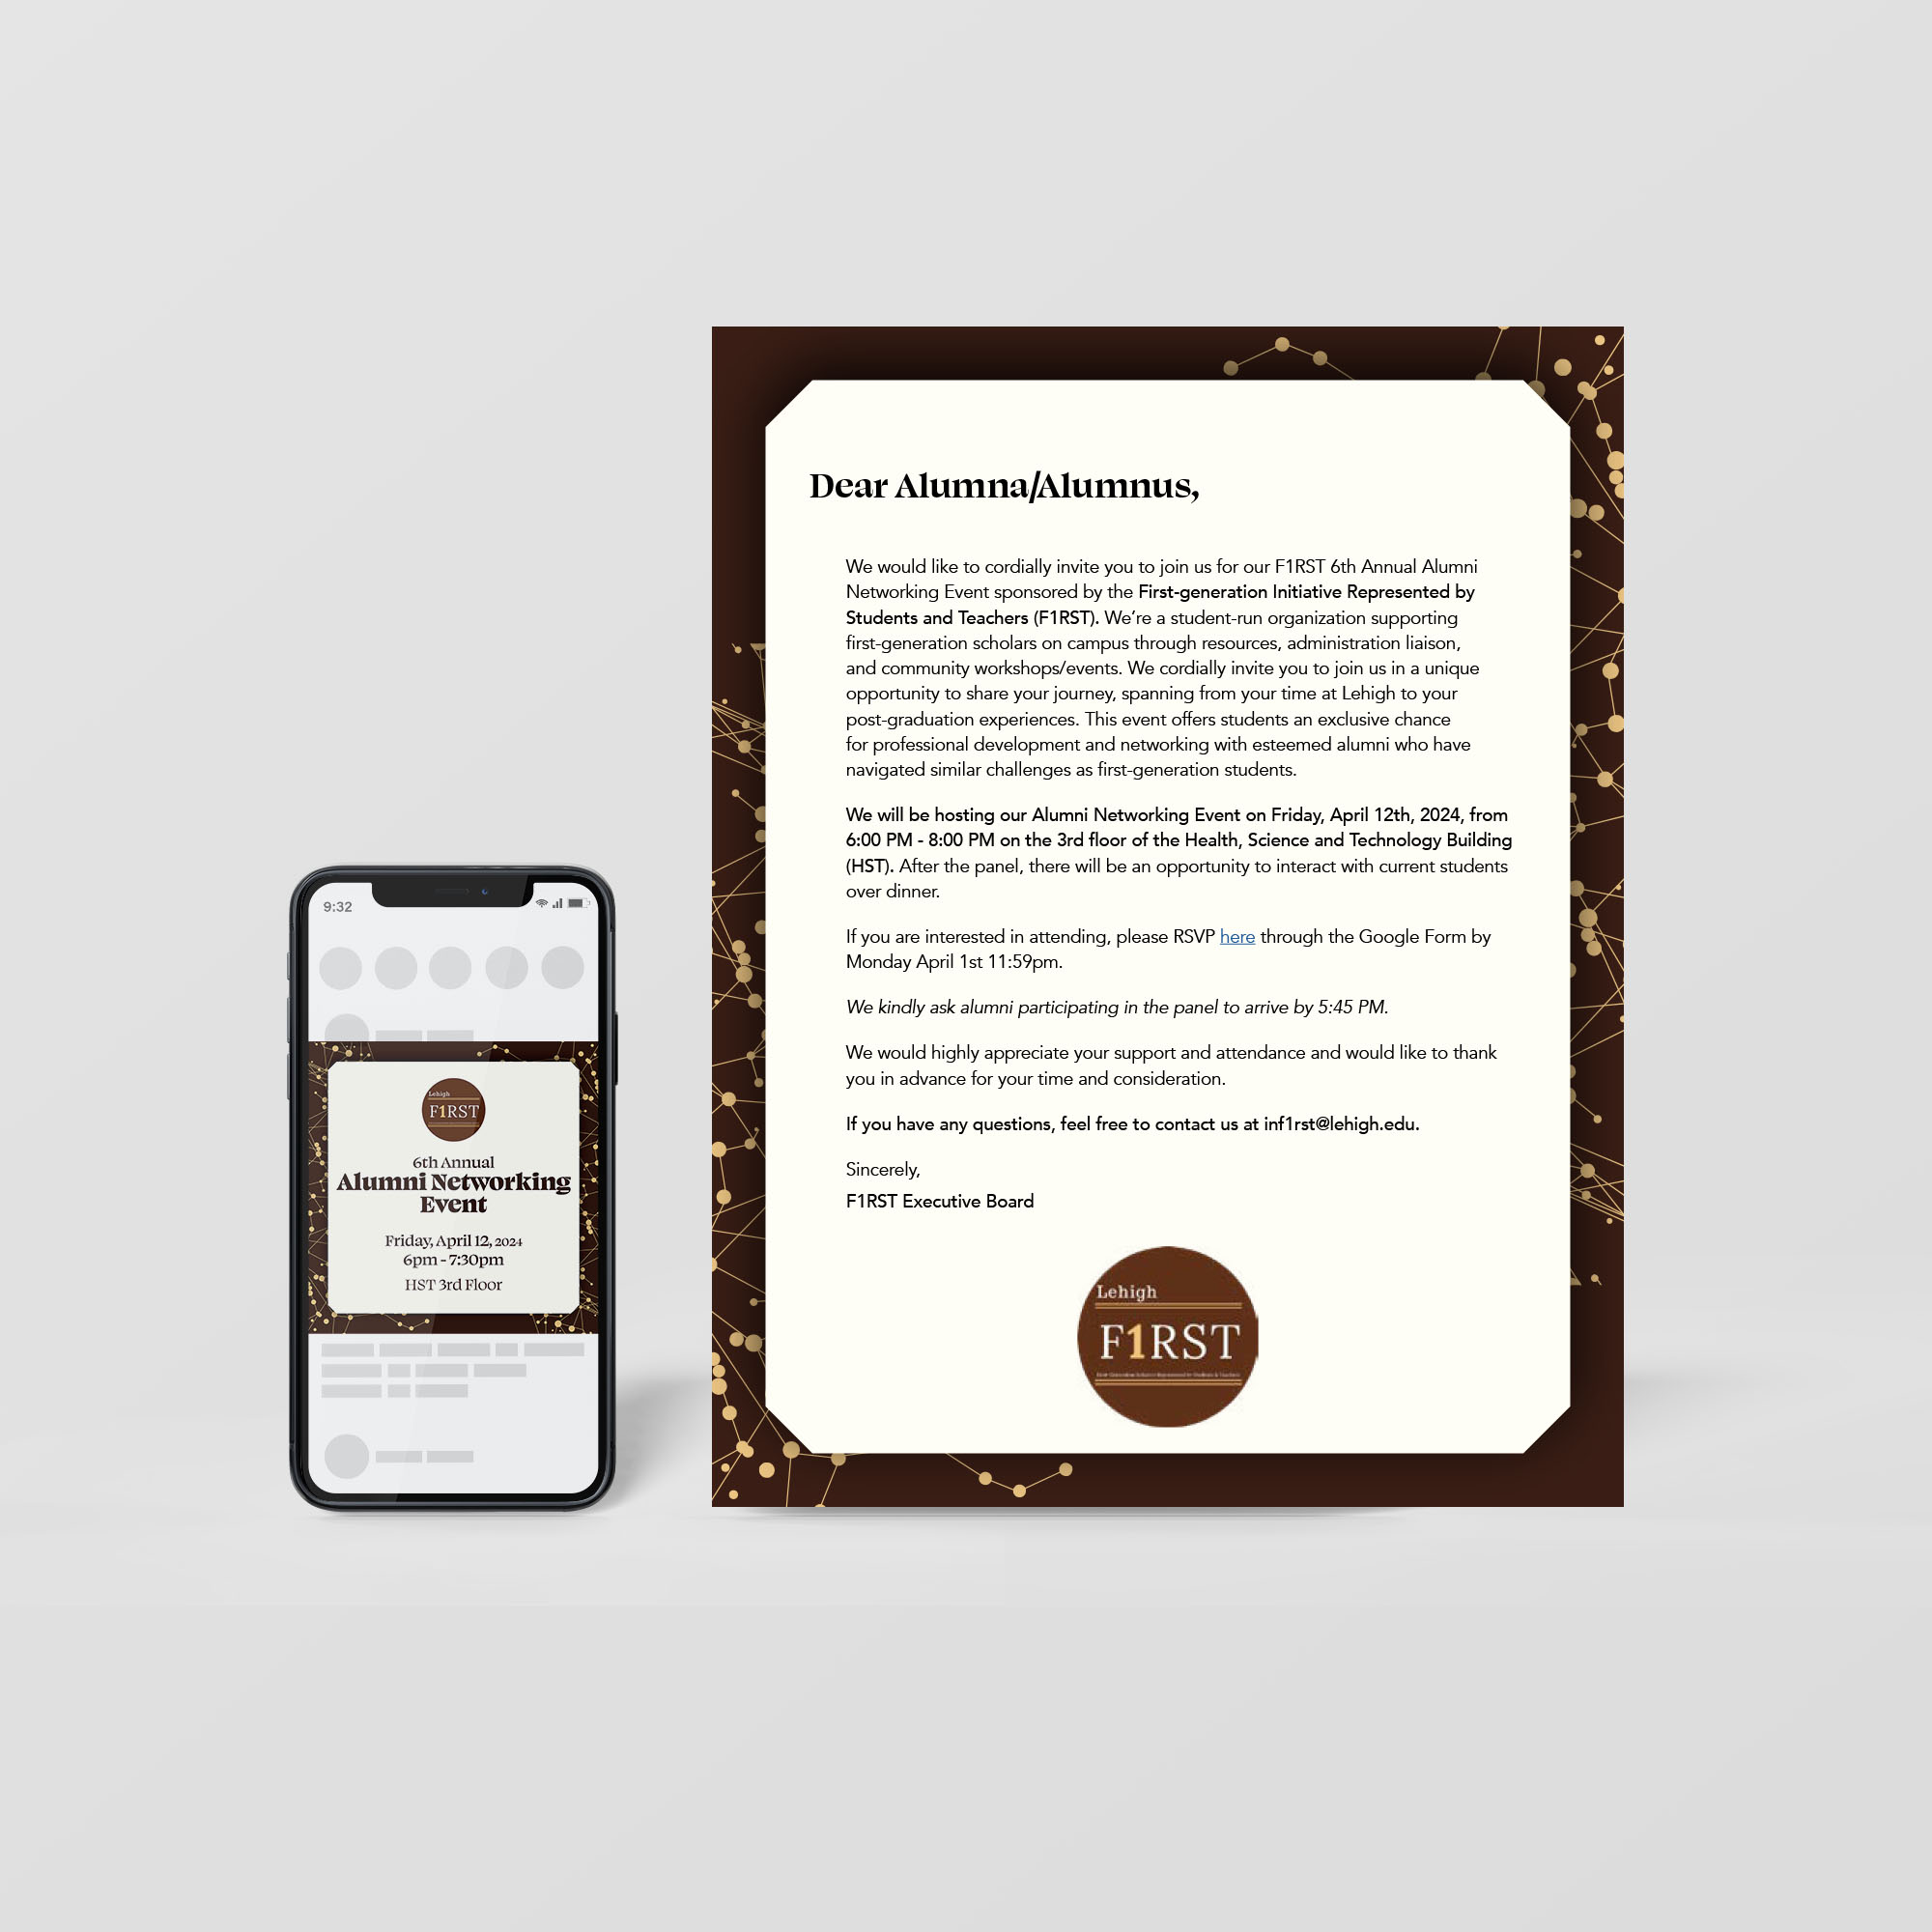 9:32
Lehigh
F1RST
6th Annual
Alumni Networking
Event
Friday, April 12, 2024
6pm - 7:30pm
HST 3rd Floor
Dear Alumna/Alumnus,
We would like to cordially invite you to join us for our F1RST 6th Annual Alumni
Networking Event sponsored by the First-generation Initiative Represented by
Students and Teachers (F1RST). We're a student-run organization supporting
first-generation scholars on campus through resources, administration liaison,
and community workshops/events. We cordially invite you to join us in a unique
opportunity to share your journey, spanning from your time at Lehigh to your
post-graduation experiences. This event offers students an exclusive chance
for professional development and networking with esteemed alumni who have
navigated similar challenges as first-generation students.
We will be hosting our Alumni Networking Event on Friday, April 12th, 2024, from
6:00 PM - 8:00 PM on the 3rd floor of the Health, Science and Technology Building
(HST). After the panel, there will be an opportunity to interact with current students
over dinner.
If you are interested in attending, please RSVP here through the Google Form by
Monday April 1st 11:59pm.
We kindly ask alumni participating in the panel to arrive by 5:45 PM.
We would highly appreciate your support and attendance and would like to thank
you in advance for your time and consideration.
If you have any questions, feel free to contact us at inf1rst@lehigh.edu.
Sincerely,
F1RST Executive Board
Lehigh
F1RST